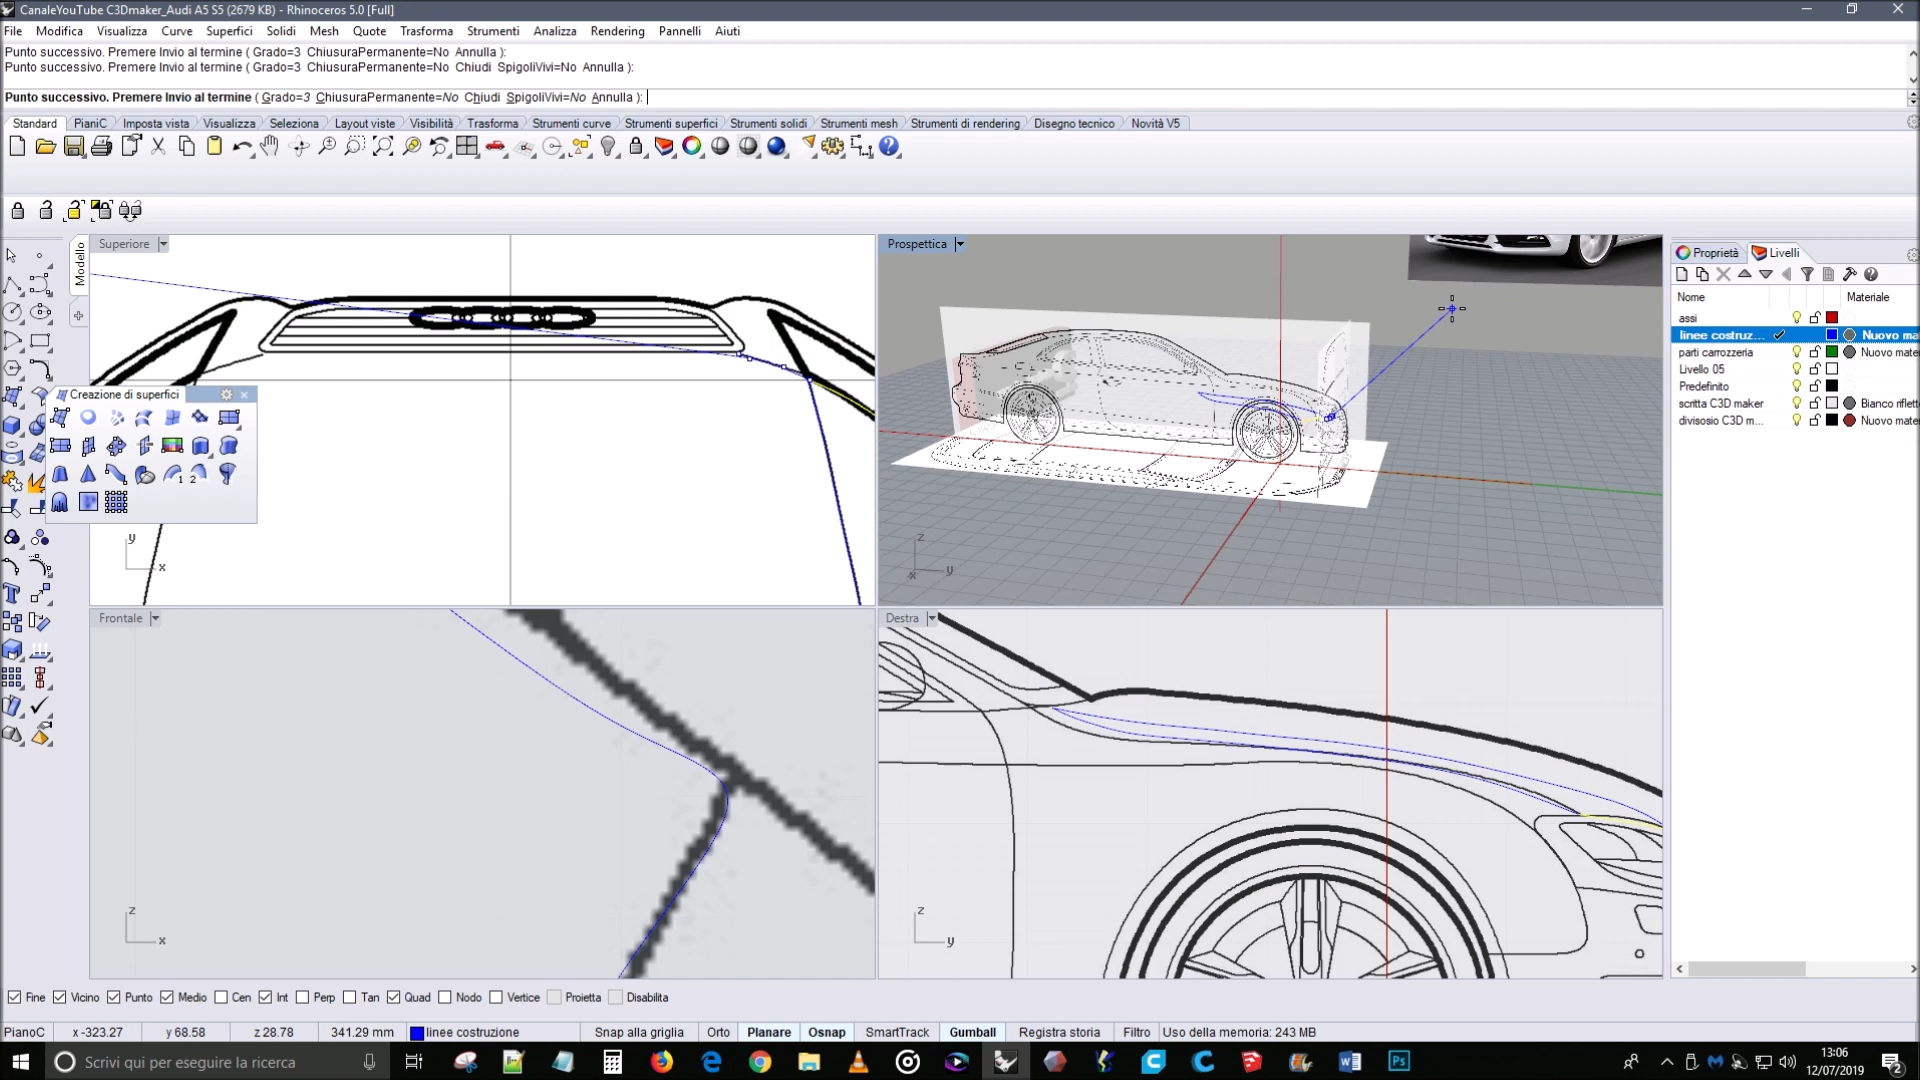 CanaleYouTube C3Dmaker_Audi A5 S5 (2679 KB) - Rhinoceros 5.0 [Full]
File Modifica Visualizza Curve Superfici Solidi Mesh Quote Trasforma Strumenti Analizza Rendering Pannelli Aiuti
Punto successivo. Premere Invio al termine ( Grado=3 ChiusuraPermanente=No Annulla ):
Punto successivo. Premere Invio al termine ( Grado=3 ChiusuraPermanente=No Chiudi SpigoliVivi=No Annulla ):
Punto successivo. Premere Invio al termine ( Grado=3 ChiusuraPermanente=No Chiudi SpigoliVivi=No Annulla ):
Standard PianiC Imposta vista Visualizza Seleziona Layout viste Visibilità Trasforma Strumenti curve Strumenti superfici Strumenti solidi Strumenti mesh Strumenti di rendering Disegno tecnico Novità V5
Modello
Superiore
Prospettica
Proprietà Livelli
Nome Materiale
assi
linee costruz... Nuovo ma
parti carrozzeria Nuovo mate
Livello 05
Predefinito
scritta C3D maker Bianco riflett
divisosio C3D m... Nuovo mate
Creazione di superfici
1 2
y
x
z
y
x
Frontale
Destra
z
x
z
y
Fine Vicino Punto Medio Cen Int Perp Tan Quad Nodo Vertice Proietta Disabilita
PianoC x -323.27 y 68.58 z 28.78 341.29 mm linee costruzione Snap alla griglia Orto Planare Osnap SmartTrack Gumball Registra storia Filtro Uso della memoria: 243 MB
Scrivi qui per eseguire la ricerca
13:06
12/07/2019
2